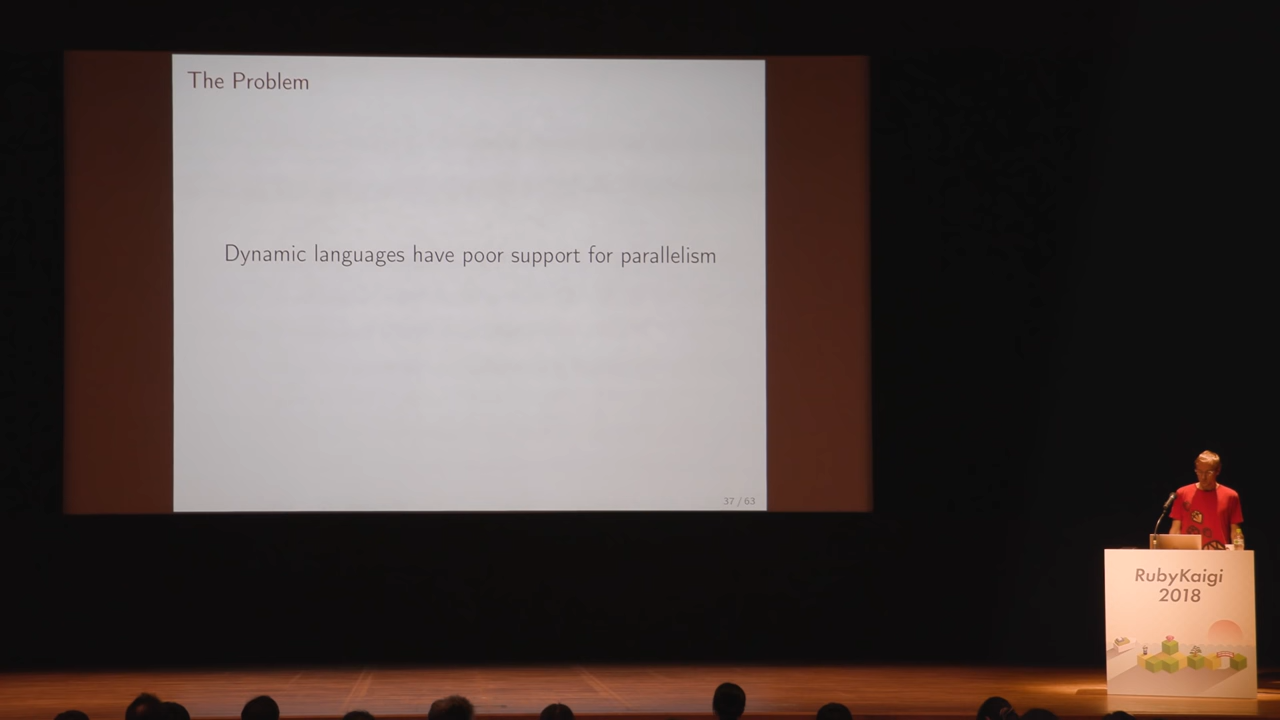 The Problem
Dynamic languages have poor support for parallelism
37 / 63
RubyKaigi
2018